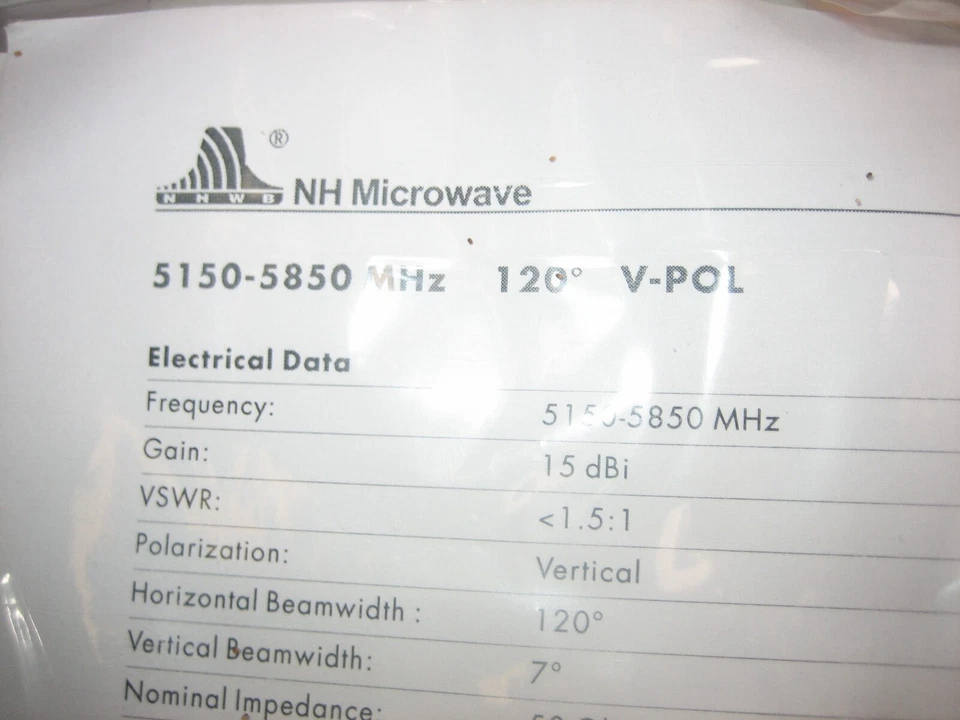 ®
NHWB NH Microwave
5150-5850 MHz 120° V-POL
Electrical Data
Frequency: 5150-5850 MHz
Gain: 15 dBi
VSWR: <1.5:1
Polarization: Vertical
Horizontal Beamwidth : 120°
Vertical Beamwidth: 7°
Nominal Impedance: